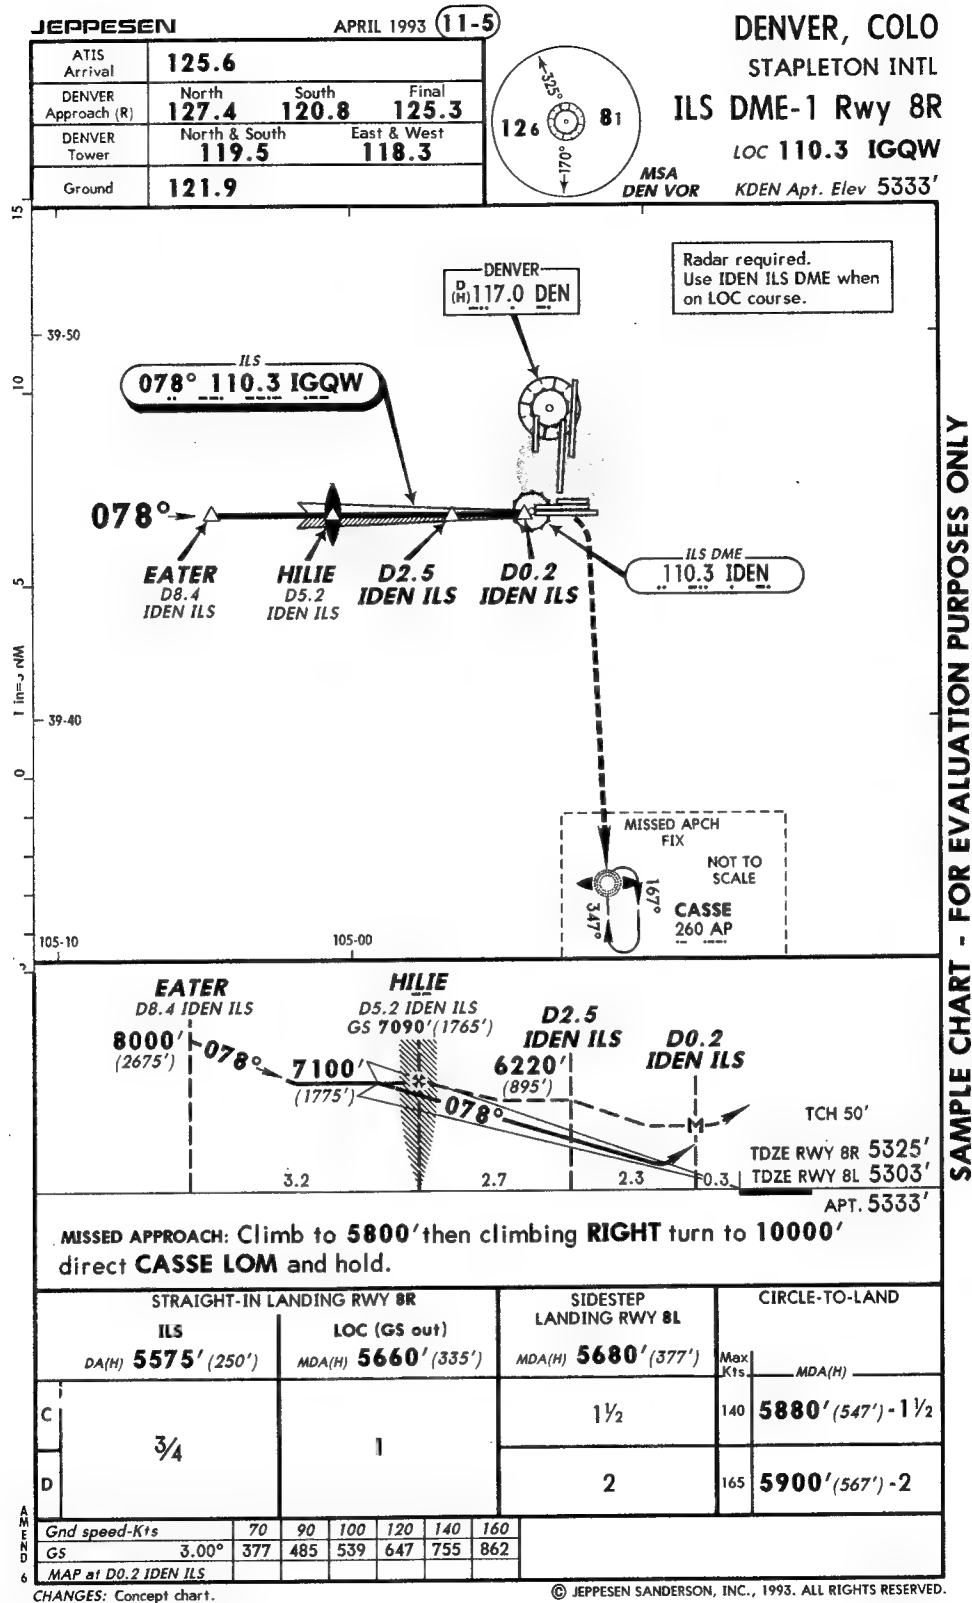 JEPPESEN
APRIL 1993 11-5
DENVER, COLO
STAPLETON INTL
ILS DME-1 Rwy 8R
LOC 110.3 IGQW
KDEN Apt. Elev 5333'
ATIS
Arrival
125.6
DENVER
Approach (R)
North
127.4
South
120.8
Final
125.3
DENVER
Tower
North & South
119.5
East & West
118.3
Ground
121.9
325°
126
81
170°
MSA
DEN VOR
Radar required.
Use IDEN ILS DME when
on LOC course.
DENVER
D
(H) 117.0 DEN
39-50
ILS
078° 110.3 IGQW
078°
EATER
D8.4
IDEN ILS
HILIE
D5.2
IDEN ILS
D2.5
IDEN ILS
D0.2
IDEN ILS
ILS DME
110.3 IDEN
15
10
5
0
39-40
MISSED APCH
FIX
NOT TO
SCALE
167°
347°
CASSE
260 AP
105-10
105-00
EATER
D8.4 IDEN ILS
8000'
(2675')
078°
HILIE
D5.2 IDEN ILS
GS 7090' (1765')
7100'
(1775')
078°
D2.5
IDEN ILS
6220'
(895')
D0.2
IDEN ILS
M
TCH 50'
TDZE RWY 8R 5325'
TDZE RWY 8L 5303'
APT. 5333'
3.2
2.7
2.3
0.3
MISSED APPROACH: Climb to 5800' then climbing RIGHT turn to 10000'
direct CASSE LOM and hold.
STRAIGHT-IN LANDING RWY 8R
ILS
DA(H) 5575' (250')
LOC (GS out)
MDA(H) 5660' (335')
SIDESTEP
LANDING RWY 8L
MDA(H) 5680' (377')
CIRCLE-TO-LAND
Max
Kts
MDA(H)
C
3/4
1
1½
140
5880' (547') - 1½
D
2
165
5900' (567') - 2
Gnd speed-Kts 70 90 100 120 140 160
GS 3.00° 377 485 539 647 755 862
MAP at D0.2 IDEN ILS
AMEND 6
CHANGES: Concept chart.
© JEPPESEN SANDERSON, INC., 1993. ALL RIGHTS RESERVED.
SAMPLE CHART - FOR EVALUATION PURPOSES ONLY